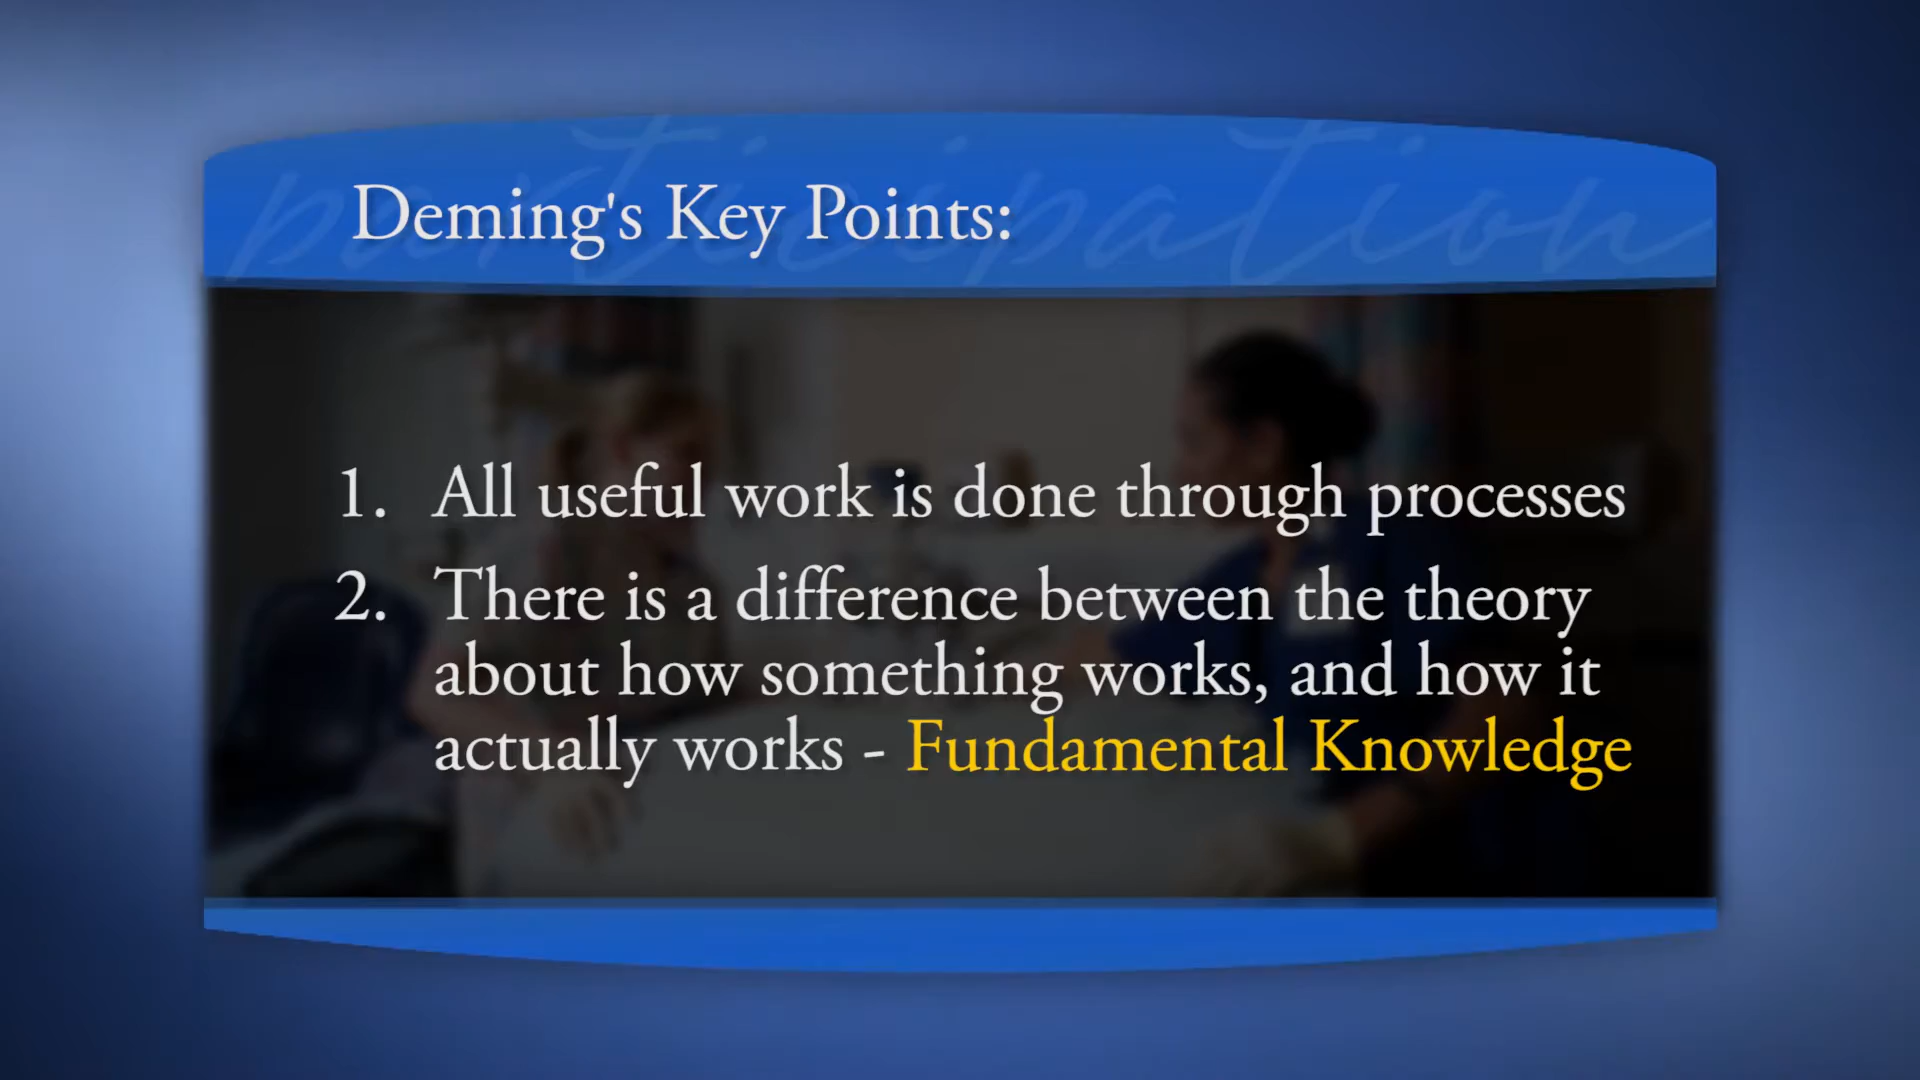 participation
Deming's Key Points:
1. All useful work is done through processes
2. There is a difference between the theory
about how something works, and how it
actually works - Fundamental Knowledge